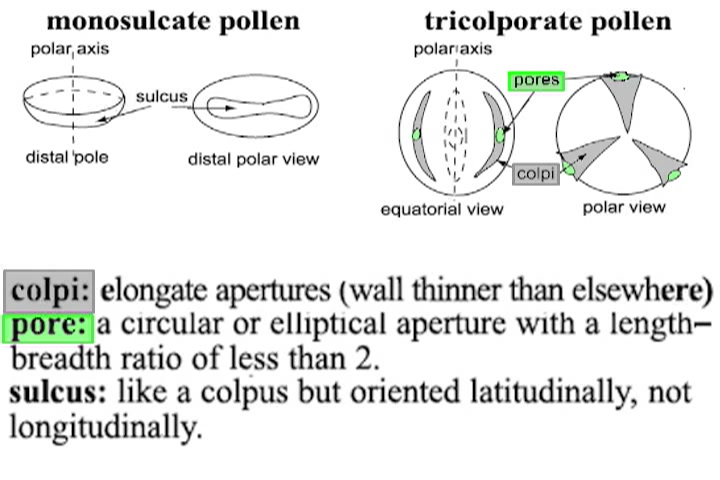 monosulcate pollen
polar axis
sulcus
distal pole
distal polar view
tricolporate pollen
polar axis
pores
colpi
equatorial view
polar view
colpi: elongate apertures (wall thinner than elsewhere)
pore: a circular or elliptical aperture with a length–
breadth ratio of less than 2.
sulcus: like a colpus but oriented latitudinally, not
longitudinally.